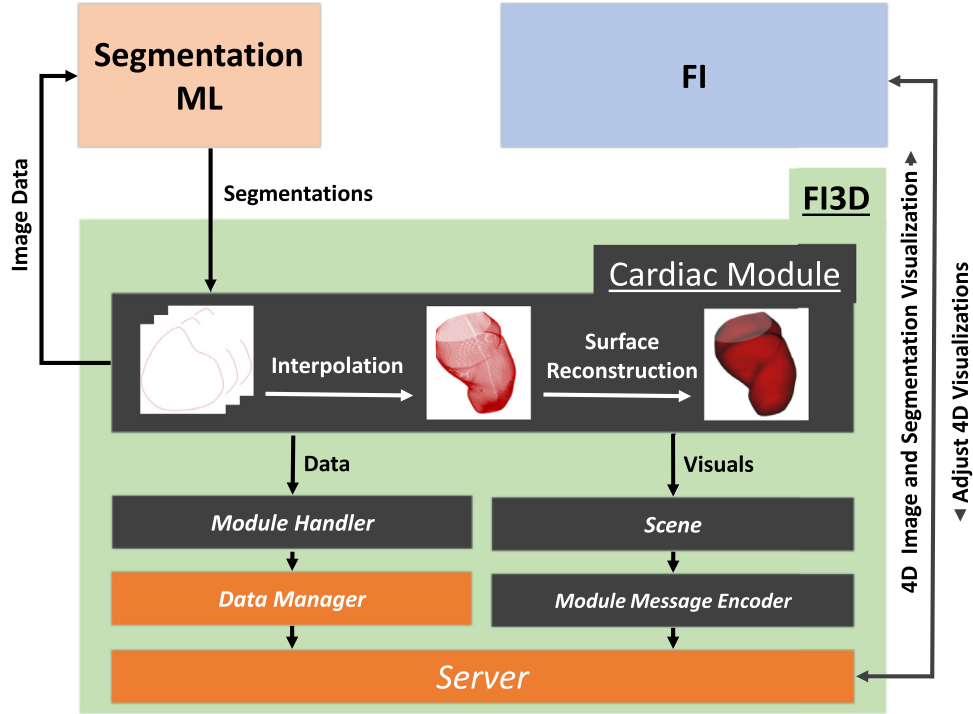 Segmentation
ML
FI
Image Data
Segmentations
FI3D
Cardiac Module
Interpolation
Surface
Reconstruction
Data
Visuals
Module Handler
Scene
Data Manager
Module Message Encoder
Server
4D Image and Segmentation Visualization
Adjust 4D Visualizations